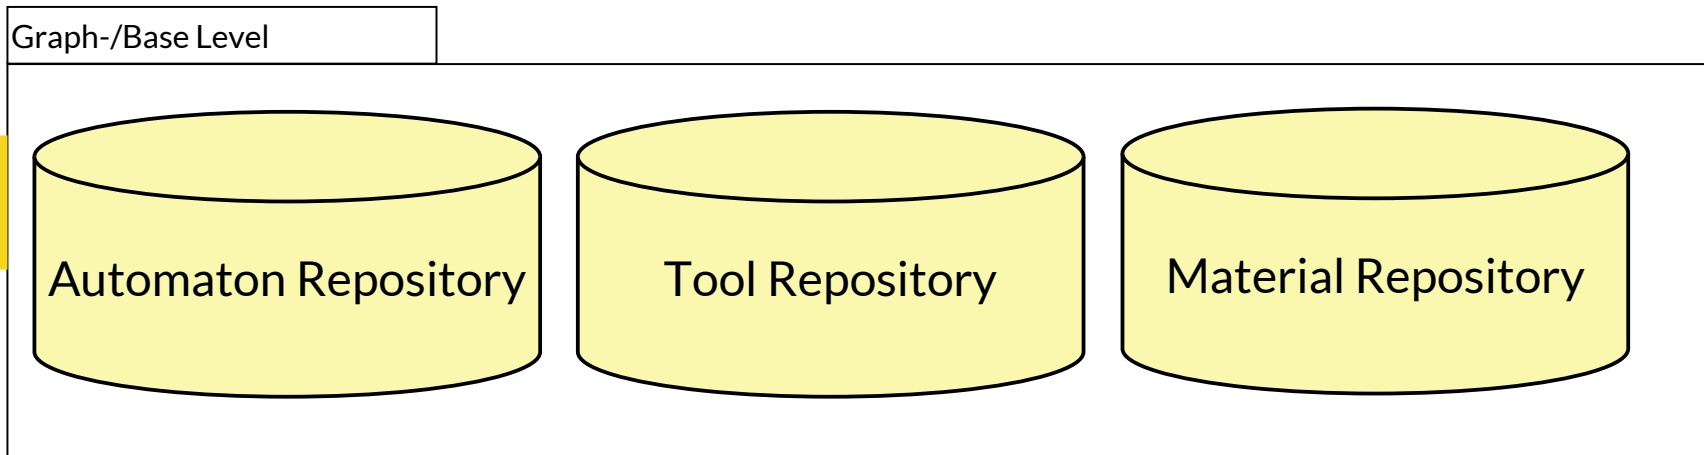 Graph-/Base Level
Automaton Repository
Tool Repository
Material Repository